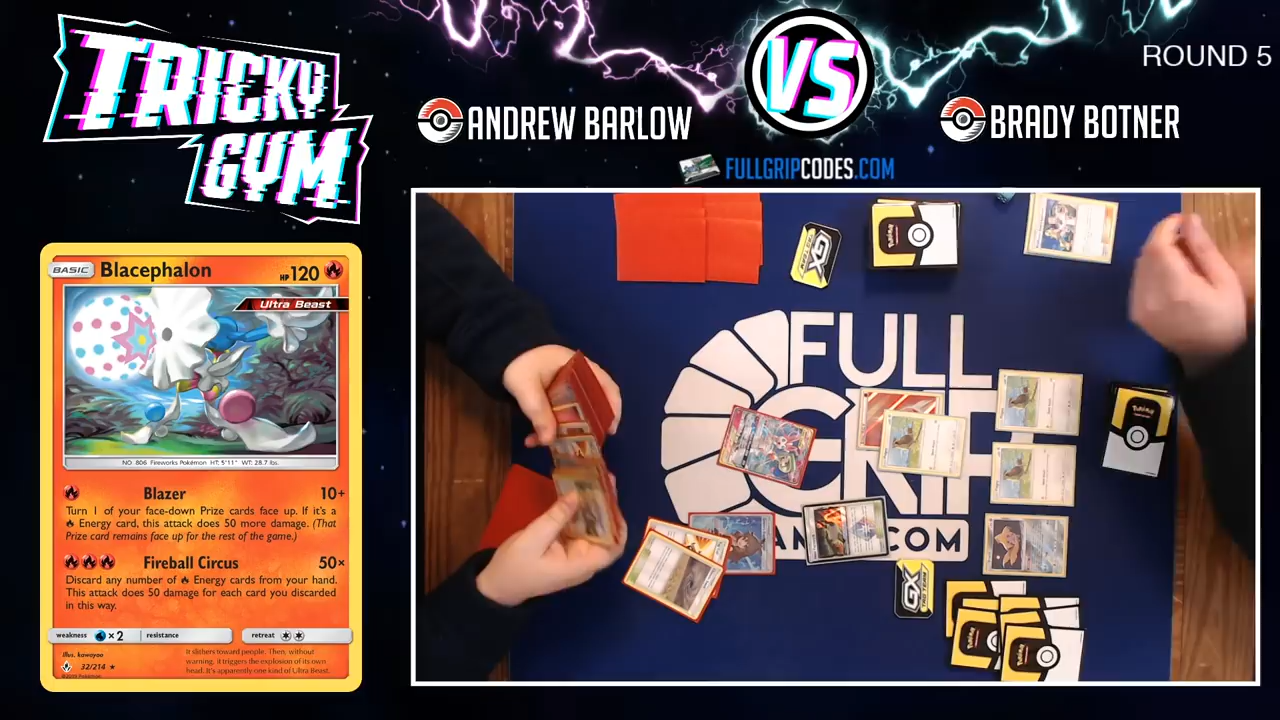 TRICKY
GYM
VS
ROUND 5
ANDREW BARLOW
BRADY BOTNER
FULLGRIPCODES.COM
BASIC Blacephalon HP 120
Ultra Beast
NO. 806 Fireworks Pokémon HT: 5'11" WT: 28.7 lbs.
Blazer 10+
Turn 1 of your face-down Prize cards face up. If it's a
Energy card, this attack does 50 more damage. (That
Prize card remains face up for the rest of the game.)
Fireball Circus 50×
Discard any number of Energy cards from your hand.
This attack does 50 damage for each card you discarded
in this way.
weakness ×2 resistance retreat
Illus. kawayoo
32/214
It slithers toward people. Then, without
warning, it triggers the explosion of its own
head. It's apparently one kind of Ultra Beast.
FULL
GRIP
.COM
GX
GX